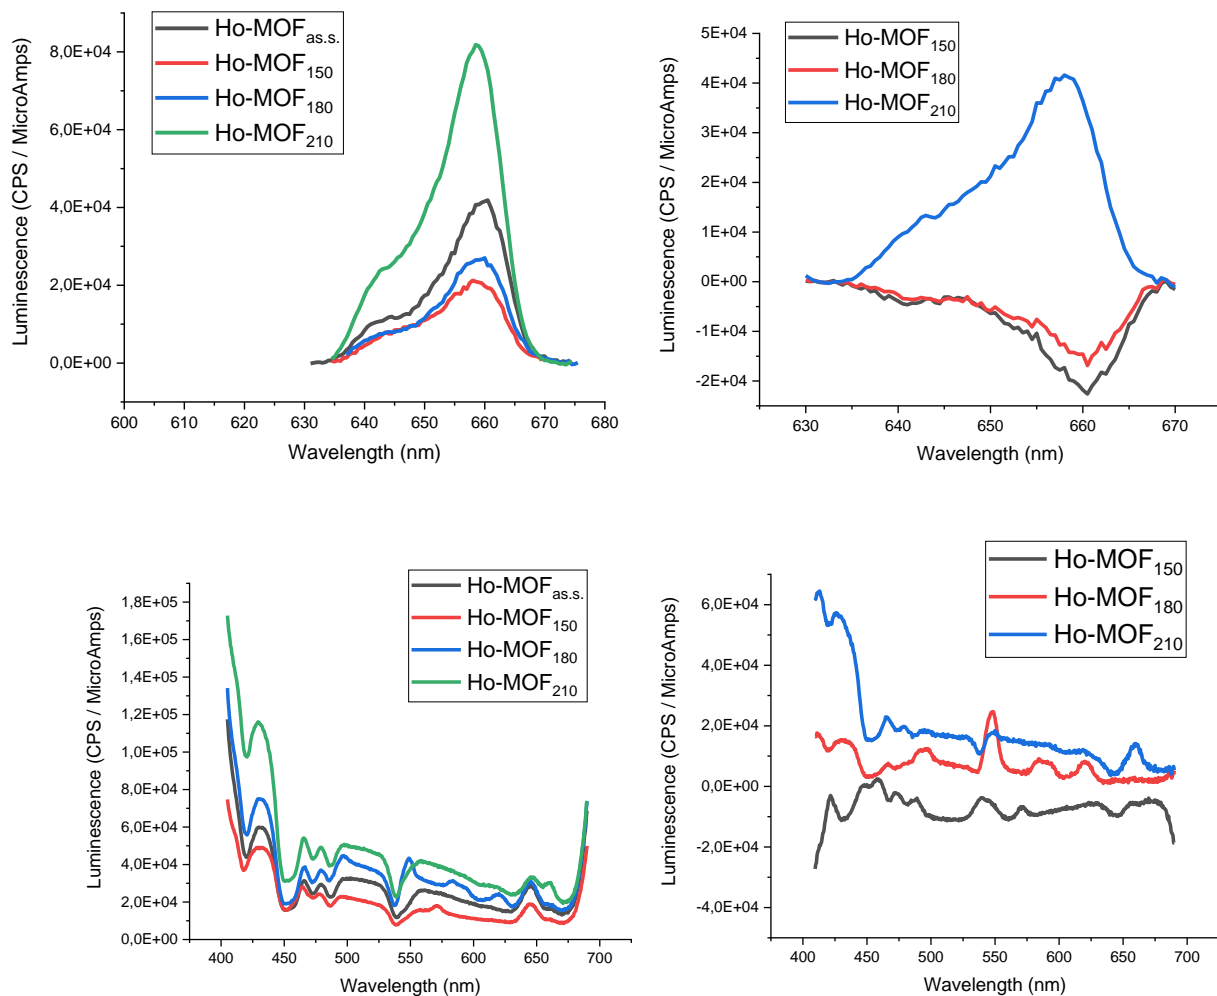 Luminescence (CPS / MicroAmps)
8,0E+04
6,0E+04
4,0E+04
2,0E+04
0,0E+00
600 610 620 630 640 650 660 670 680
Wavelength (nm)
Ho-MOFas.s.
Ho-MOF150
Ho-MOF180
Ho-MOF210
Luminescence (CPS / MicroAmps)
5E+04
4E+04
3E+04
2E+04
1E+04
0E+00
-1E+04
-2E+04
630 640 650 660 670
Wavelength (nm)
Ho-MOF150
Ho-MOF180
Ho-MOF210
Luminescence (CPS / MicroAmps)
1,8E+05
1,6E+05
1,4E+05
1,2E+05
1,0E+05
8,0E+04
6,0E+04
4,0E+04
2,0E+04
0,0E+00
400 450 500 550 600 650 700
Wavelength (nm)
Ho-MOFas.s.
Ho-MOF150
Ho-MOF180
Ho-MOF210
Luminescence (CPS / MicroAmps)
6,0E+04
4,0E+04
2,0E+04
0,0E+00
-2,0E+04
-4,0E+04
400 450 500 550 600 650 700
Wavelength (nm)
Ho-MOF150
Ho-MOF180
Ho-MOF210